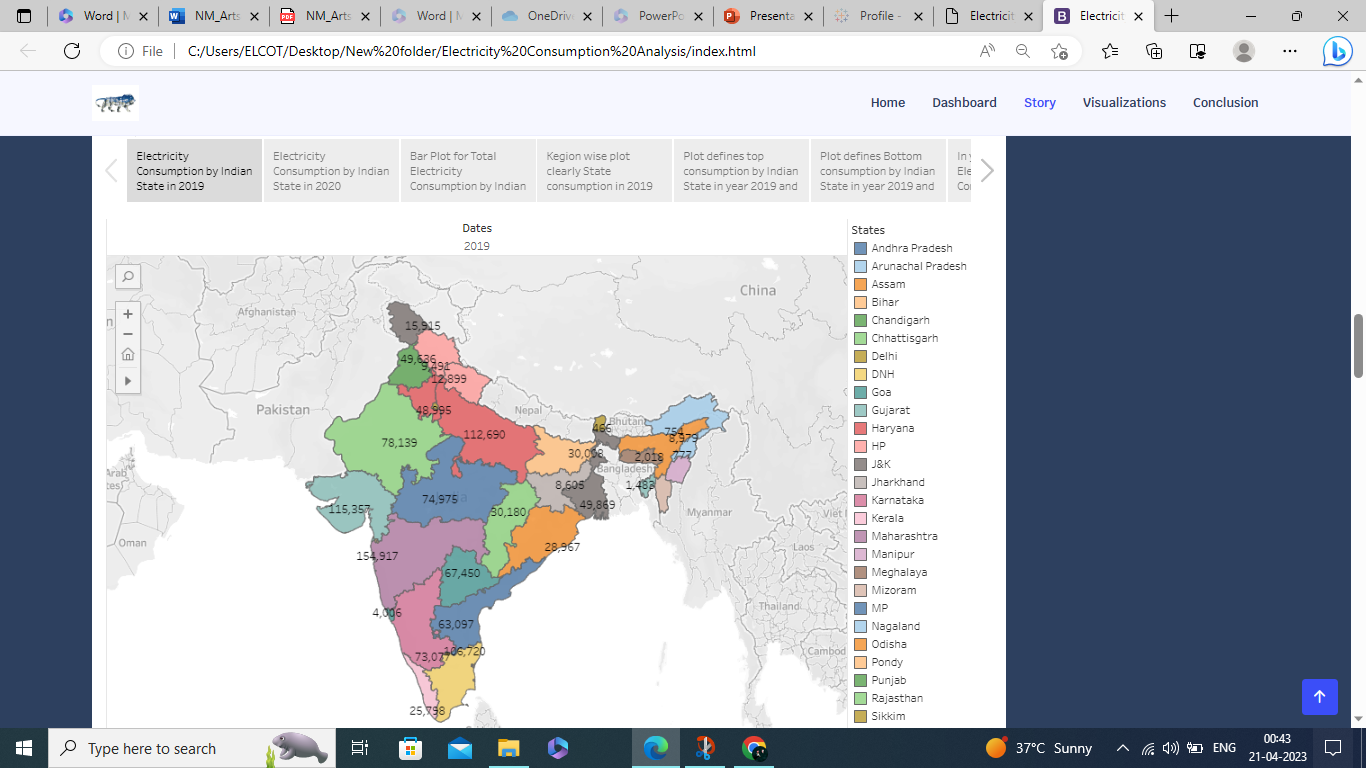 Word | M
NM_Arts
NM_Arts
Word | M
OneDriv
PowerPo
Presenta
Profile -
Electricit
Electricit
File
C:/Users/ELCOT/Desktop/New%20folder/Electricity%20Consumption%20Analysis/index.html
Home
Dashboard
Story
Visualizations
Conclusion
Electricity
Consumption by Indian
State in 2019
Electricity
Consumption by Indian
State in 2020
Bar Plot for Total
Electricity
Consumption by Indian
Kegion wise plot
clearly State
consumption in 2019
Plot defines top
consumption by Indian
State in year 2019 and
Plot defines Bottom
consumption by Indian
State in year 2019 and
In y
Ele
Co
Dates
2019
China
Afghanistan
Pakistan
Nepal
Bhutan
Bangladesh
Myanmar
Viet
Laos
Thailand
Cambod
Arab
tes
Oman
15,915
49,636
9,491
12,899
48,995
78,139
112,690
466
754
8,979
30,008
2,018
777
8,605
1,483
49,869
115,357
74,975
30,180
28,967
154,917
67,450
4,006
63,097
106,720
73,077
25,798
States
Andhra Pradesh
Arunachal Pradesh
Assam
Bihar
Chandigarh
Chhattisgarh
Delhi
DNH
Goa
Gujarat
Haryana
HP
J&K
Jharkhand
Karnataka
Kerala
Maharashtra
Manipur
Meghalaya
Mizoram
MP
Nagaland
Odisha
Pondy
Punjab
Rajasthan
Sikkim
Type here to search
37°C Sunny
ENG
00:43
21-04-2023